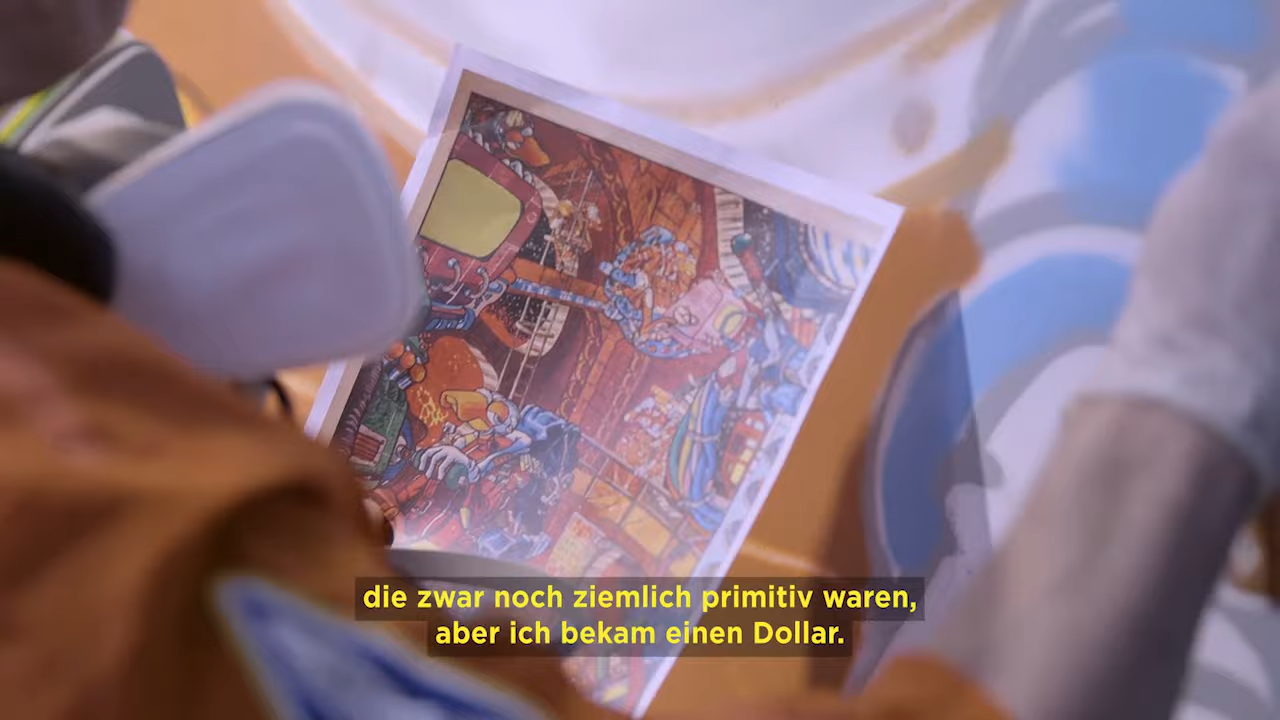 die zwar noch ziemlich primitiv waren,
aber ich bekam einen Dollar.